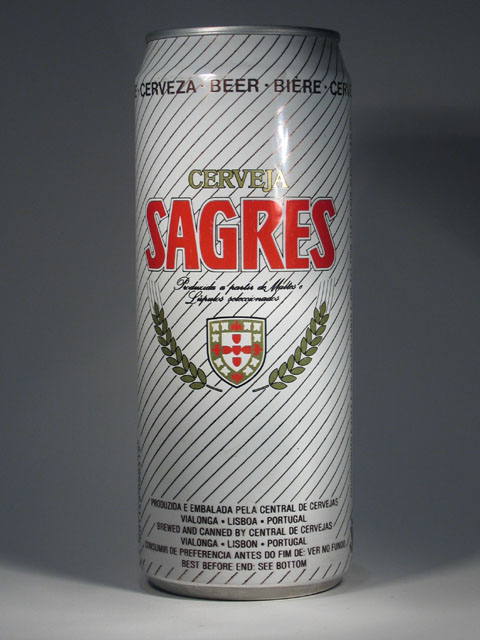 CERVEZA · BEER · BIÈRE · CER
CERVEJA
SAGRES
Produzida a partir de Maltes e
Lúpulos seleccionados
PRODUZIDA E EMBALADA PELA CENTRAL DE CERVEJAS
VIALONGA • LISBOA • PORTUGAL
BREWED AND CANNED BY CENTRAL DE CERVEJAS
VIALONGA • LISBON • PORTUGAL
CONSUMIR DE PREFERENCIA ANTES DO FIM DE: VER NO FUNDO
BEST BEFORE END: SEE BOTTOM